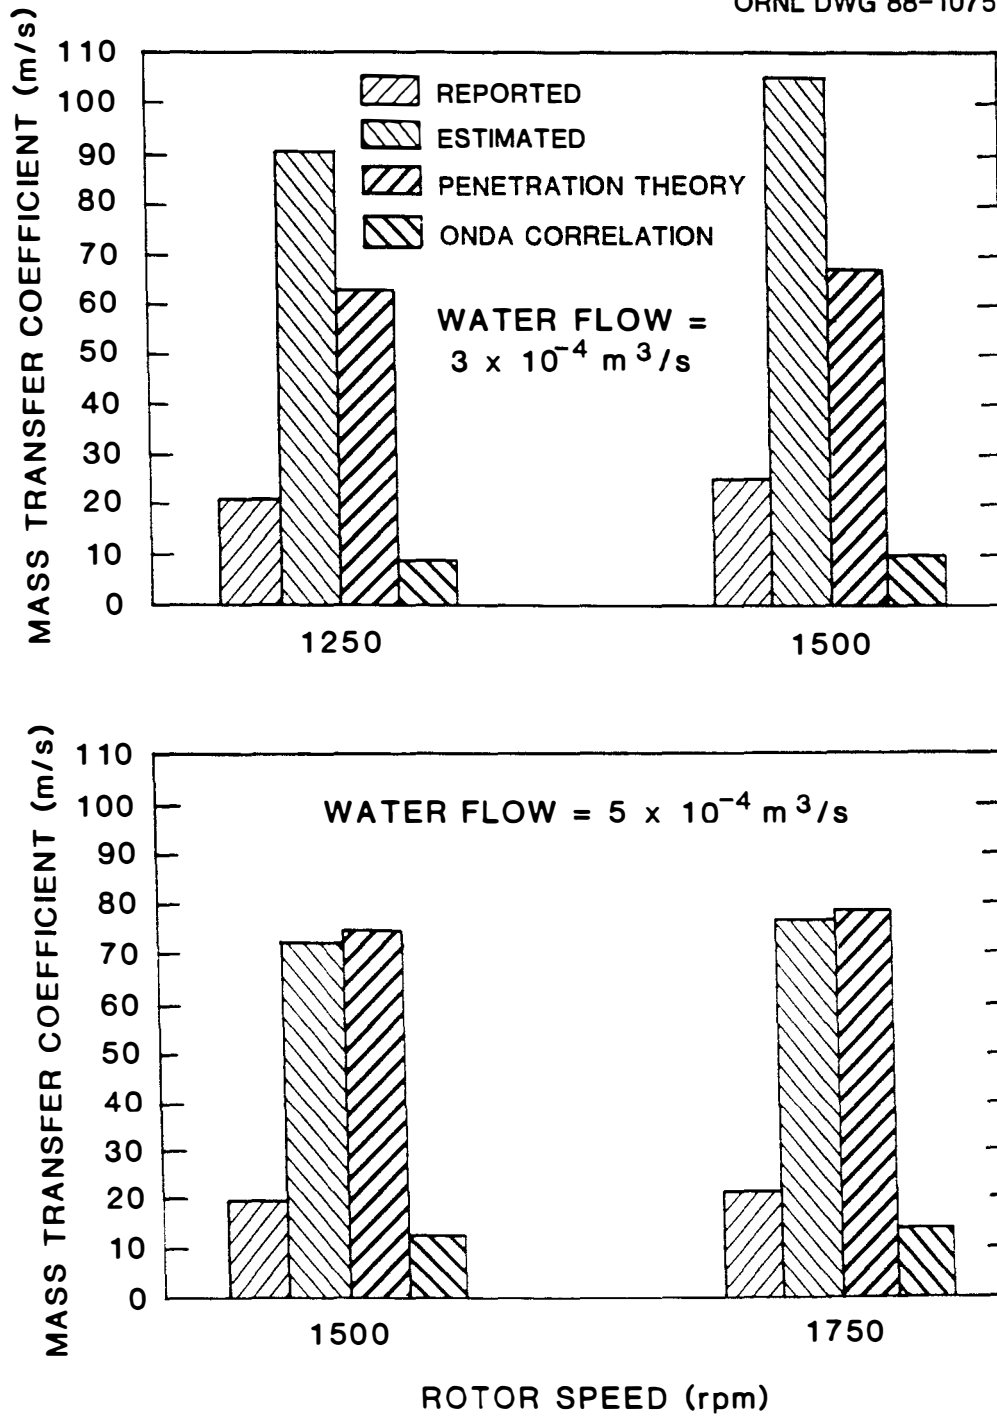 ORNL DWG 88-1075
MASS TRANSFER COEFFICIENT (m/s)
110
100
90
80
70
60
50
40
30
20
10
0
REPORTED
ESTIMATED
PENETRATION THEORY
ONDA CORRELATION
WATER FLOW =
3 x 10⁻⁴ m³/s
1250
1500
MASS TRANSFER COEFFICIENT (m/s)
110
100
90
80
70
60
50
40
30
20
10
0
WATER FLOW = 5 x 10⁻⁴ m³/s
1500
1750
ROTOR SPEED (rpm)